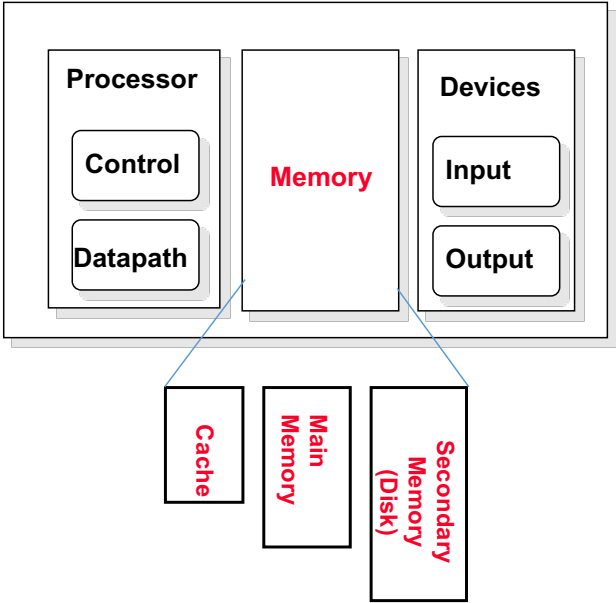 Processor
Control
Datapath
Memory
Devices
Input
Output
Cache
Main
Memory
Secondary
Memory
(Disk)